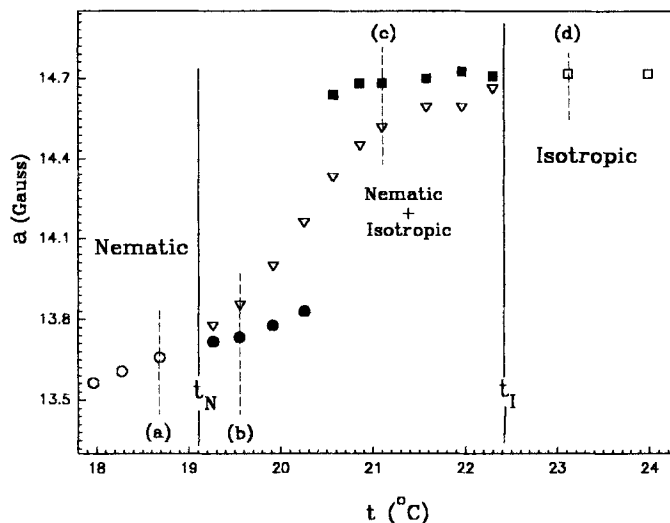 (c)
(d)
14.7
14.4
14.1
13.8
13.5
a (Gauss)
Nematic
Nematic
+
Isotropic
Isotropic
t_N
t_I
(a)
(b)
18
19
20
21
22
23
24
t (°C)